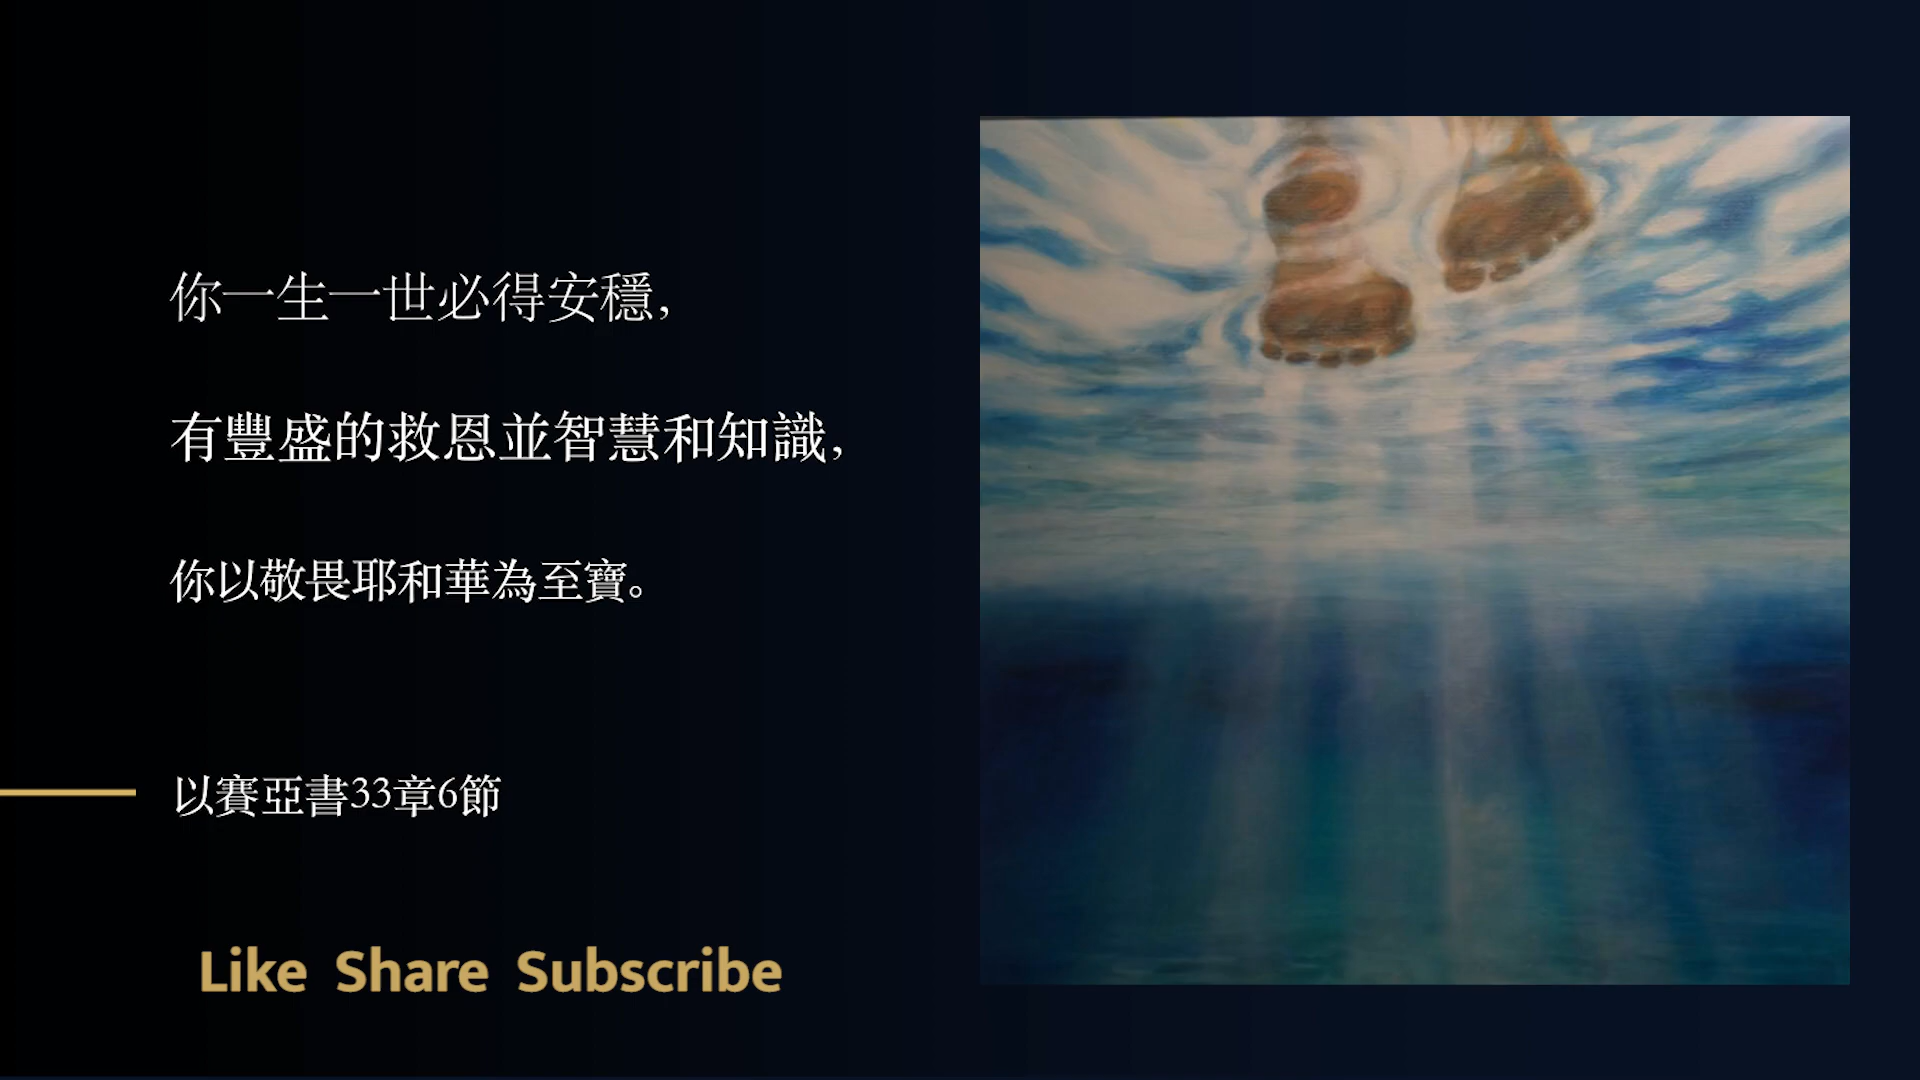 你一生一世必得安穩,
有豐盛的救恩並智慧和知識,
你以敬畏耶和華為至寶。
以賽亞書33章6節
Like Share Subscribe